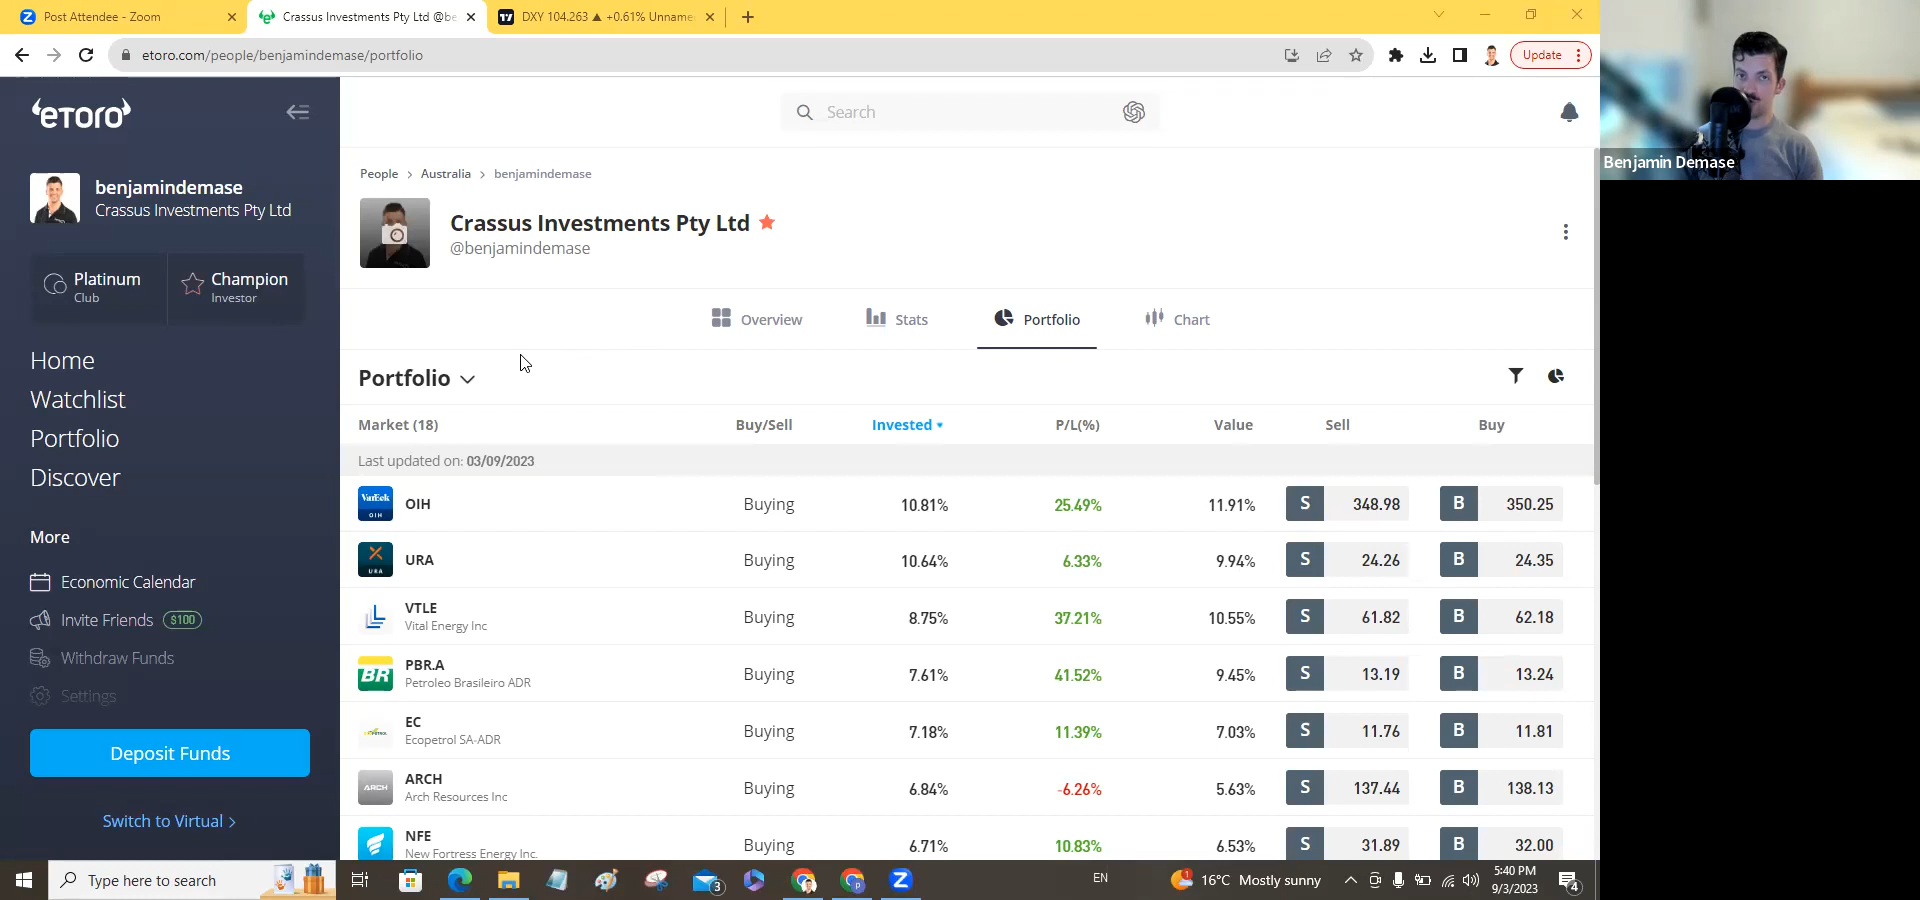 Post Attendee - Zoom
Crassus Investments Pty Ltd @be
DXY 104.263 ▲ +0.61% Unname
etoro.com/people/benjamindemase/portfolio
Update
Benjamin Demase
eToro
benjamindemase
Crassus Investments Pty Ltd
Platinum
Club
Champion
Investor
Home
Watchlist
Portfolio
Discover
More
Economic Calendar
Invite Friends $100
Withdraw Funds
Settings
Deposit Funds
Switch to Virtual >
Search
People > Australia > benjamindemase
Crassus Investments Pty Ltd
@benjamindemase
Overview Stats Portfolio Chart
Portfolio
Market (18) Buy/Sell Invested P/L(%) Value Sell Buy
Last updated on: 03/09/2023
VanEck OIH OIH Buying 10.81% 25.49% 11.91% S 348.98 B 350.25
URA URA Buying 10.64% 6.33% 9.94% S 24.26 B 24.35
VTLE
Vital Energy Inc
Buying 8.75% 37.21% 10.55% S 61.82 B 62.18
BR PBR.A
Petroleo Brasileiro ADR
Buying 7.61% 41.52% 9.45% S 13.19 B 13.24
EC
Ecopetrol SA-ADR
Buying 7.18% 11.39% 7.03% S 11.76 B 11.81
ARCH ARCH
Arch Resources Inc
Buying 6.84% -6.26% 5.63% S 137.44 B 138.13
NFE
New Fortress Energy Inc.
Buying 6.71% 10.83% 6.53% S 31.89 B 32.00
Type here to search
3
EN
16°C Mostly sunny
5:40 PM
9/3/2023
4